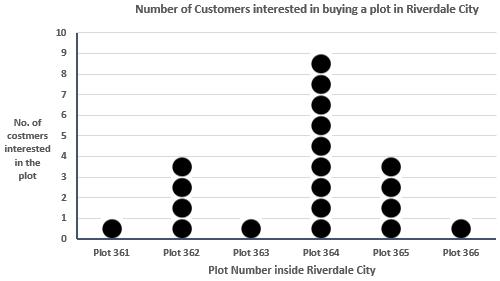 Number of Customers interested in buying a plot in Riverdale City
10
9
8
7
6
5
4
3
2
1
0
No. of
costmers
interested
in the
plot
Plot 361 Plot 362 Plot 363 Plot 364 Plot 365 Plot 366
Plot Number inside Riverdale City